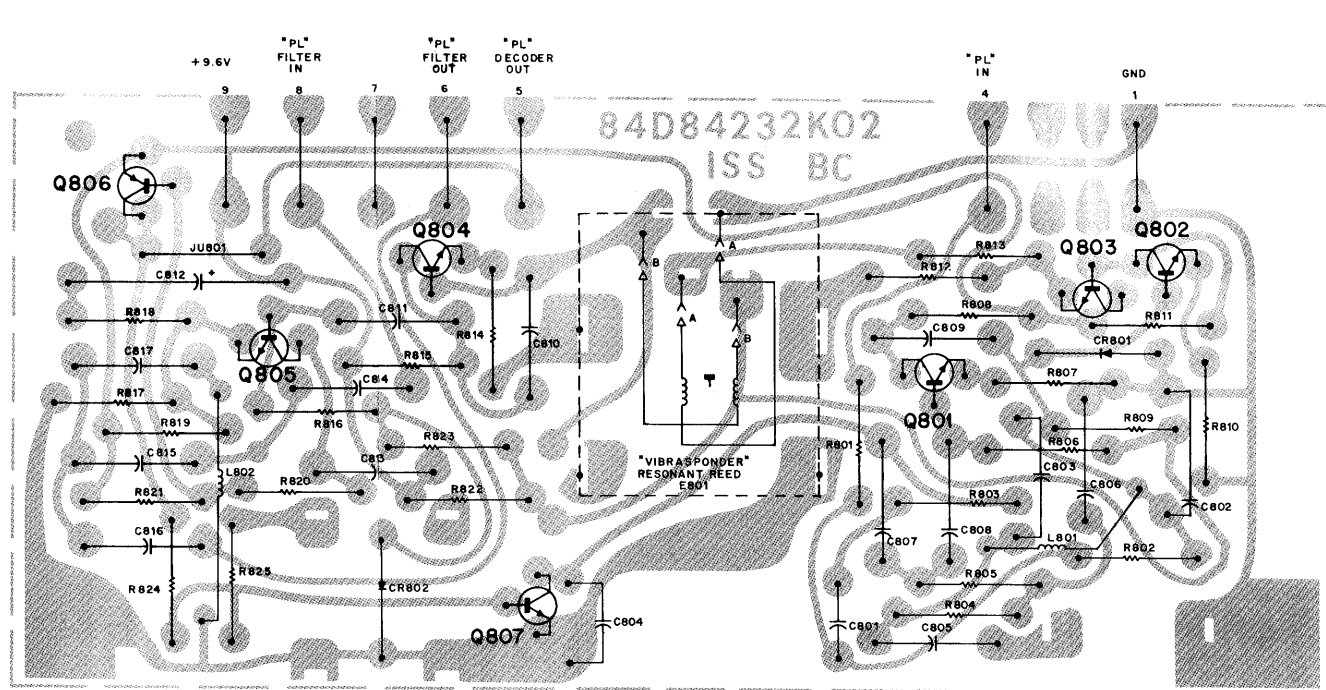 +9.6V
9
"PL"
FILTER
IN
8
7
"PL"
FILTER
OUT
6
"PL"
DECODER
OUT
5
"PL"
IN
4
GND
1
84D84232K02
ISS BC
Q806
JU801
C812
+
R818
C817
R817
R819
C815
L802
R821
C816
R824
R825
Q805
Q804
C811
R814
C810
R815
C814
R816
R823
C813
R820
R822
CR802
Q807
C804
A
B
A
B
"VIBRASPONDER"
RESONANT REED
E801
R813
R812
Q803
Q802
R808
R811
C809
CR801
R807
Q801
R809
R810
R801
R806
C803
C806
R803
C802
C807
C808
L801
R802
R805
R804
C801
C805